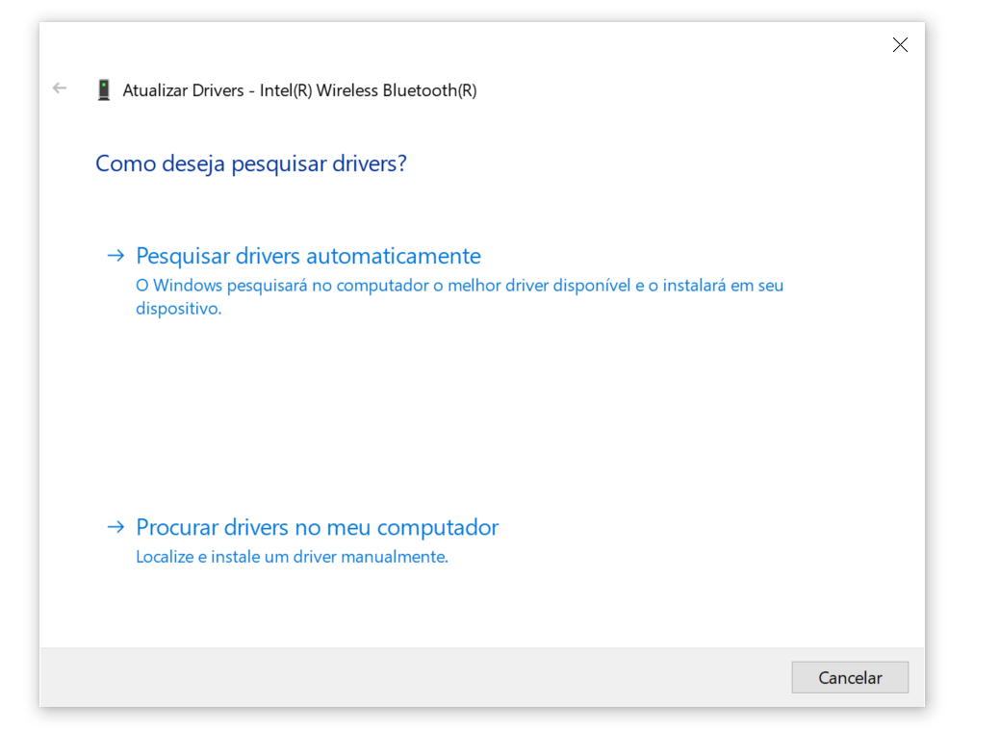 Atualizar Drivers - Intel(R) Wireless Bluetooth(R)
Como deseja pesquisar drivers?
Pesquisar drivers automaticamente
O Windows pesquisará no computador o melhor driver disponível e o instalará em seu
dispositivo.
Procurar drivers no meu computador
Localize e instale um driver manualmente.
Cancelar